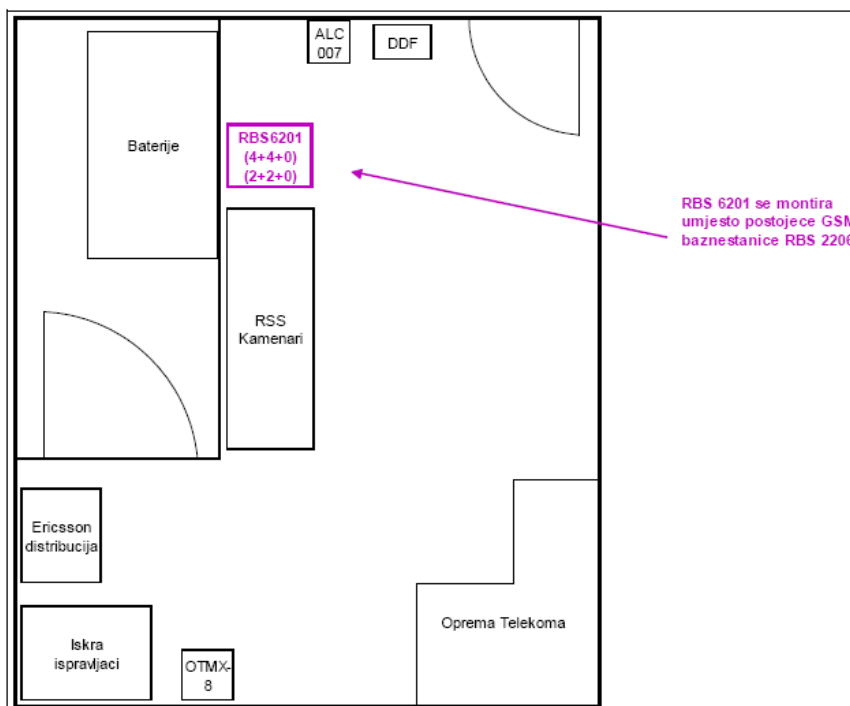 ALC
007
DDF
Baterije
RBS6201
(4+4+0)
(2+2+0)
RBS 6201 se montira
umjesto postojece GSM
baznestanice RBS 2206
RSS
Kamenari
Ericsson
distribucija
Iskra
ispravljaci
OTMX-
8
Oprema Telekoma